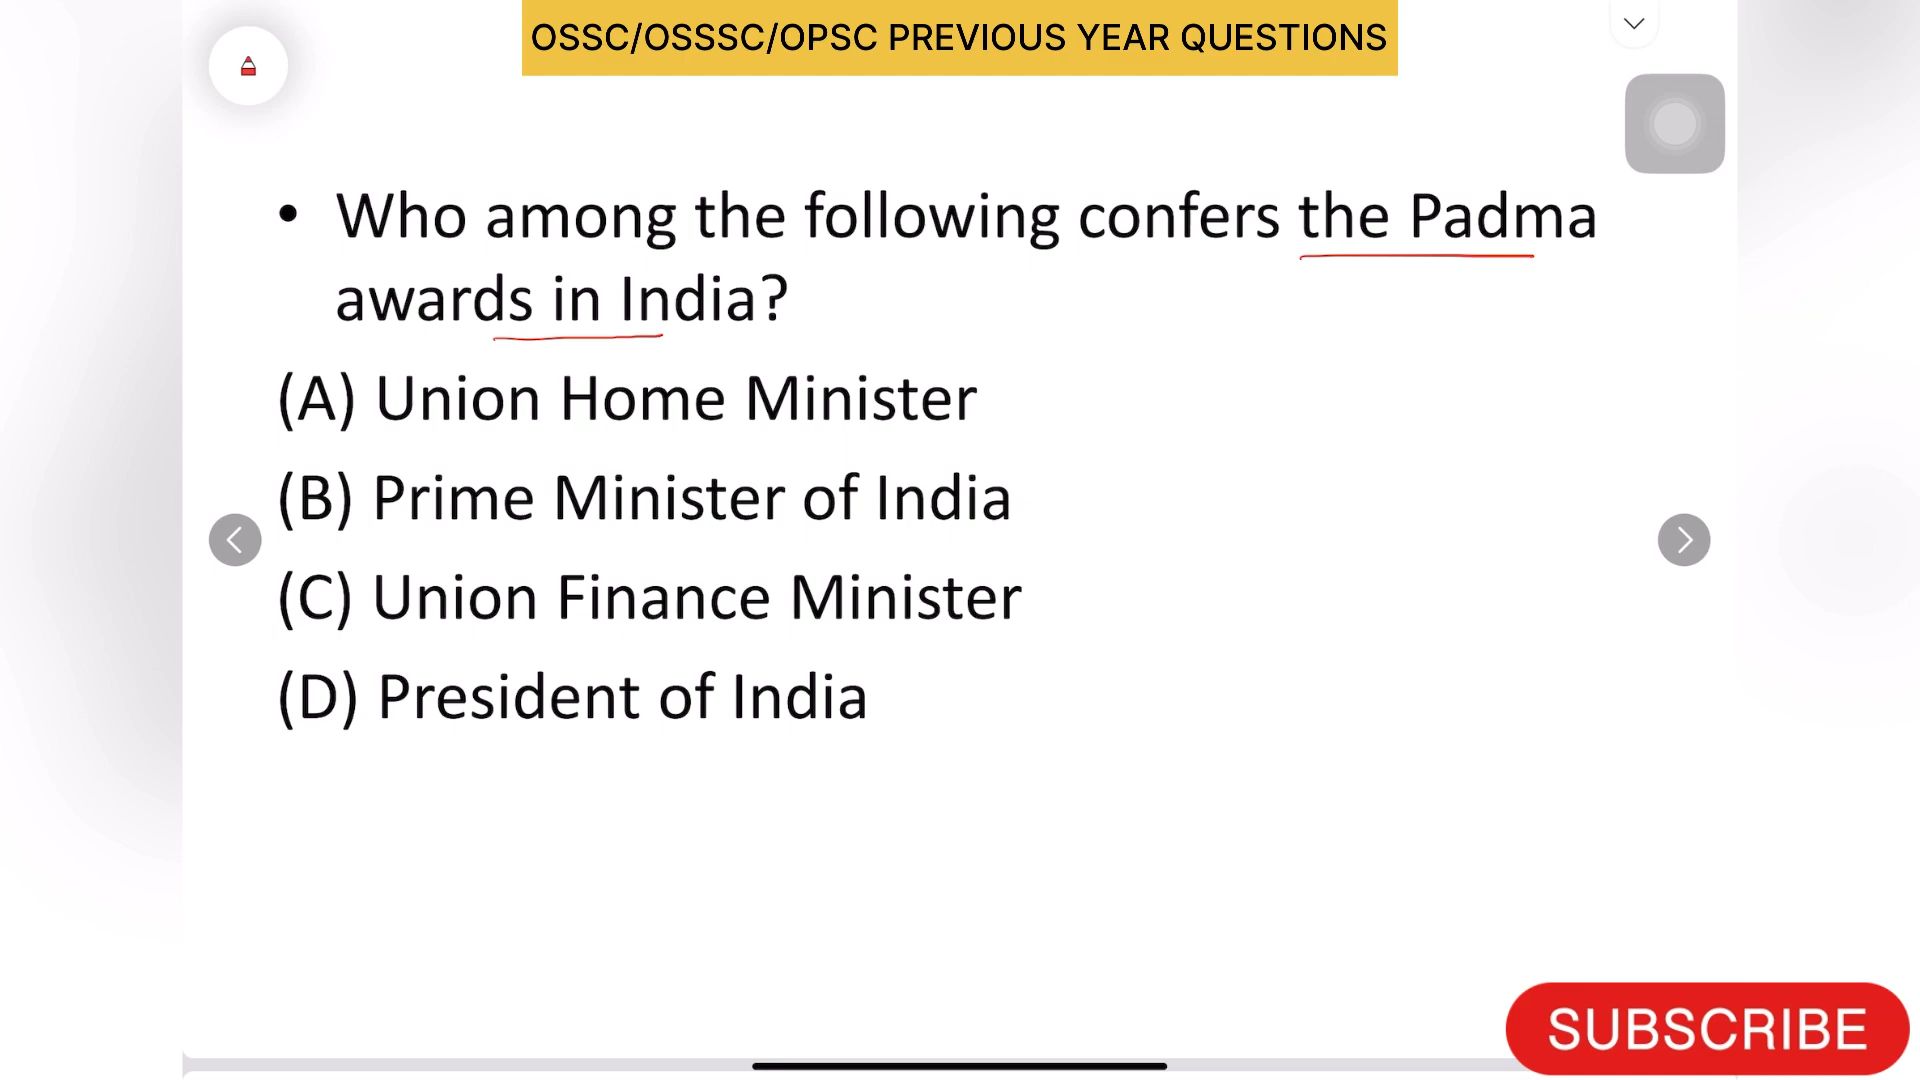 OSSC/OSSSC/OPSC PREVIOUS YEAR QUESTIONS
• Who among the following confers the Padma
awards in India?
(A) Union Home Minister
(B) Prime Minister of India
(C) Union Finance Minister
(D) President of India
SUBSCRIBE